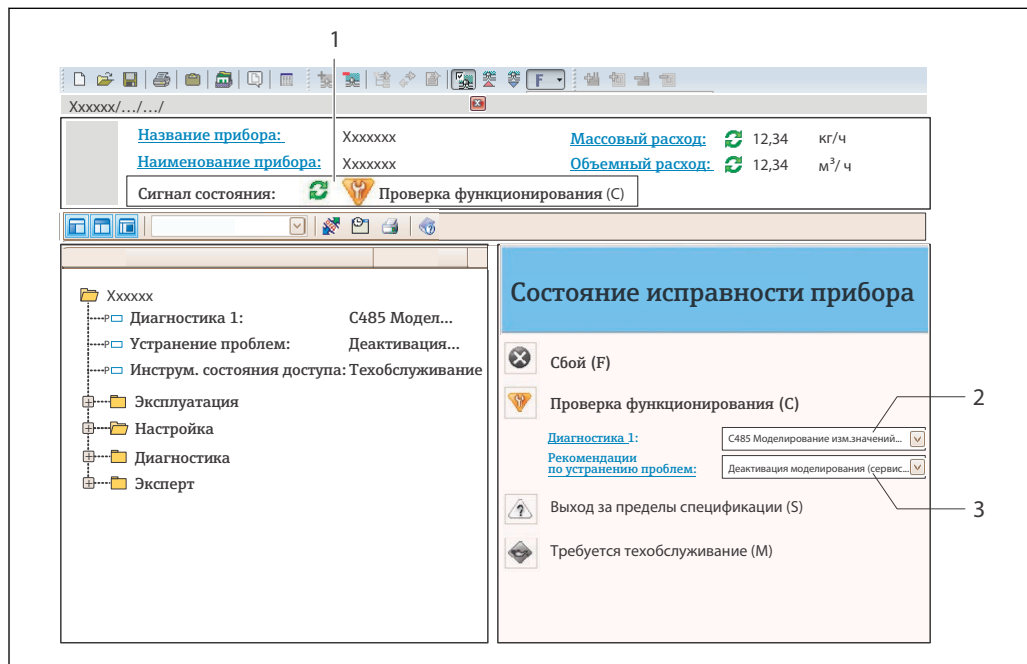 1
F
Xxxxxx/.../.../
Название прибора: Xxxxxxx Массовый расход: 12,34 кг/ч
Наименование прибора: Xxxxxxx Объемный расход: 12,34 м³/ ч
Сигнал состояния: Проверка функционирования (C)
Xxxxxx
P Диагностика 1: C485 Модел...
P Устранение проблем: Деактивация...
P Инструм. состояния доступа: Техобслуживание
Эксплуатация
Настройка
Диагностика
Эксперт
Состояние исправности прибора
Сбой (F)
Проверка функционирования (C)
2
Диагностика 1: C485 Моделирование изм.значений...
Рекомендации
по устранению проблем: Деактивация моделирования (сервис...
3
Выход за пределы спецификации (S)
Требуется техобслуживание (M)